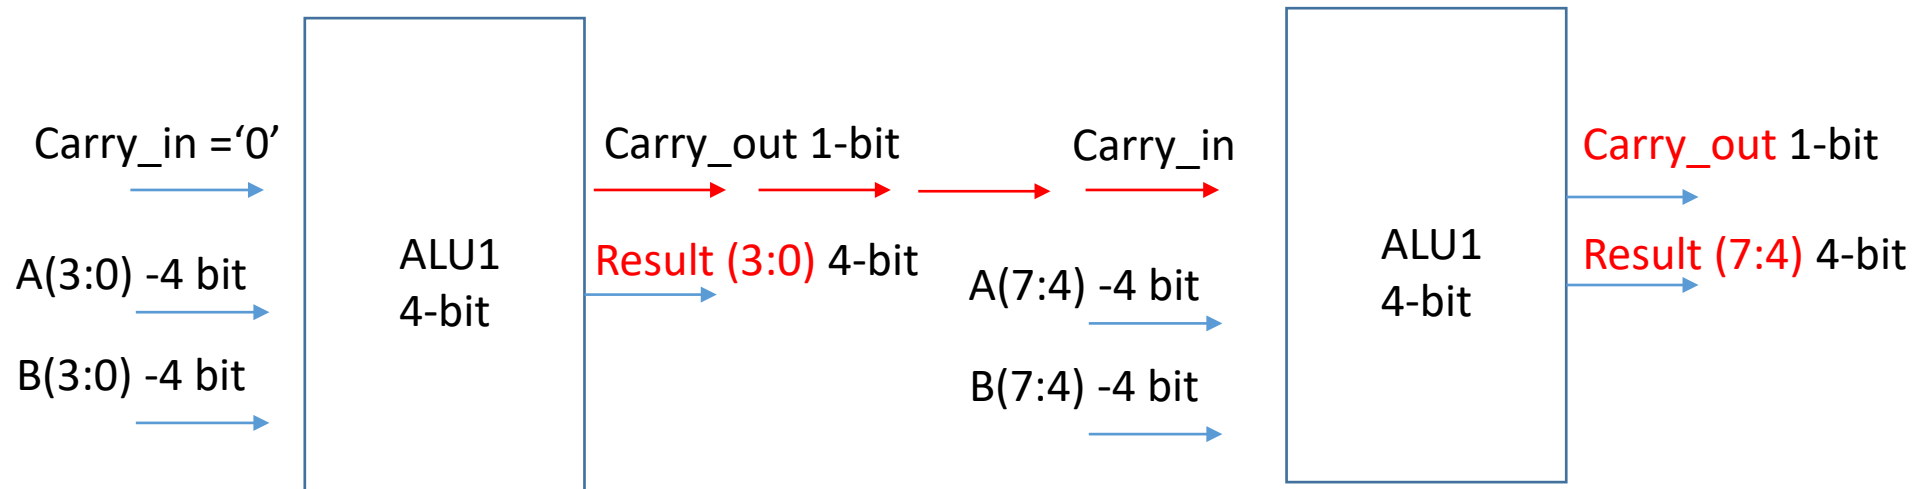 Carry_in =‘0’
A(3:0) -4 bit
B(3:0) -4 bit
ALU1
4-bit
Carry_out 1-bit
Result (3:0) 4-bit
Carry_in
A(7:4) -4 bit
B(7:4) -4 bit
ALU1
4-bit
Carry_out 1-bit
Result (7:4) 4-bit